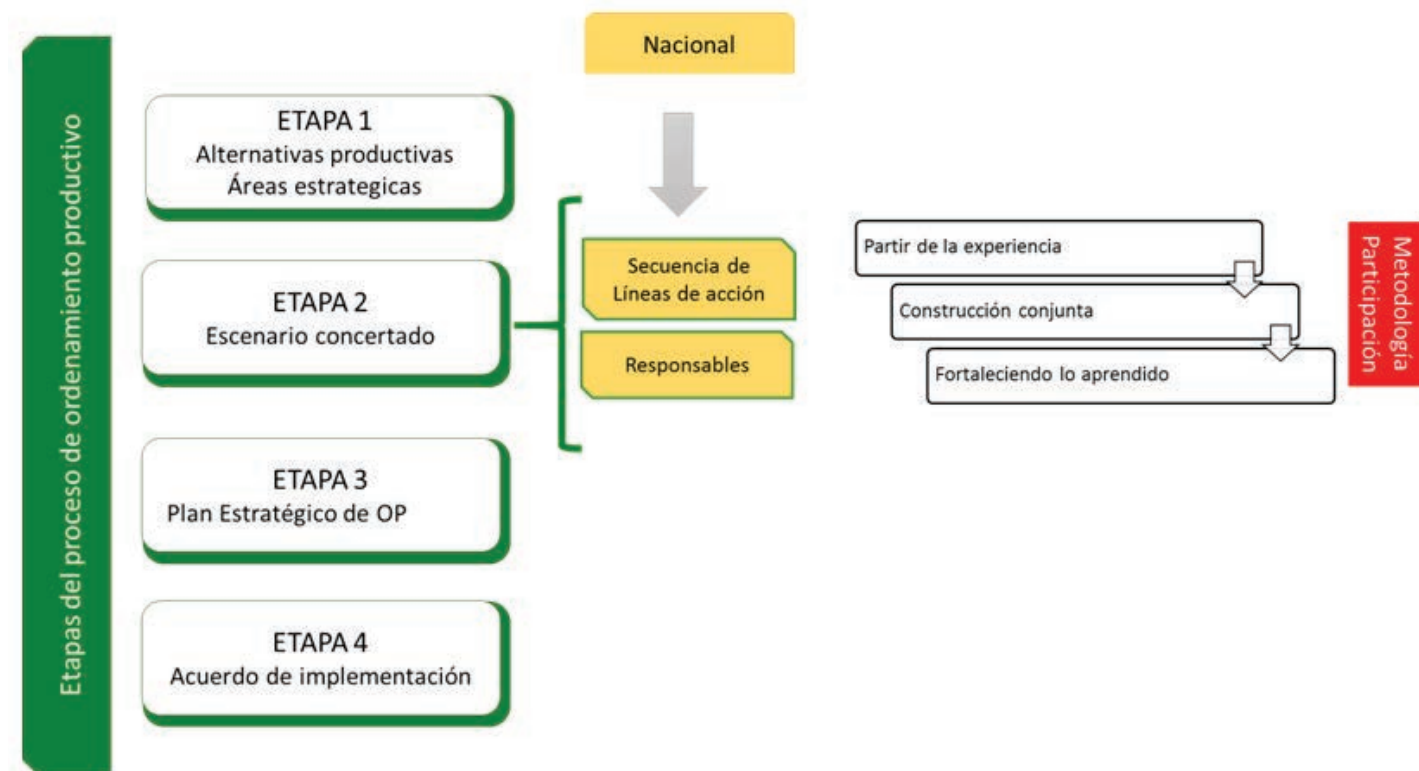 Etapas del proceso de ordenamiento productivo
ETAPA 1
Alternativas productivas
Áreas estrategicas
ETAPA 2
Escenario concertado
ETAPA 3
Plan Estratégico de OP
ETAPA 4
Acuerdo de implementación
Nacional
Secuencia de
Líneas de acción
Responsables
Partir de la experiencia
Construcción conjunta
Fortaleciendo lo aprendido
Metodología
Participación